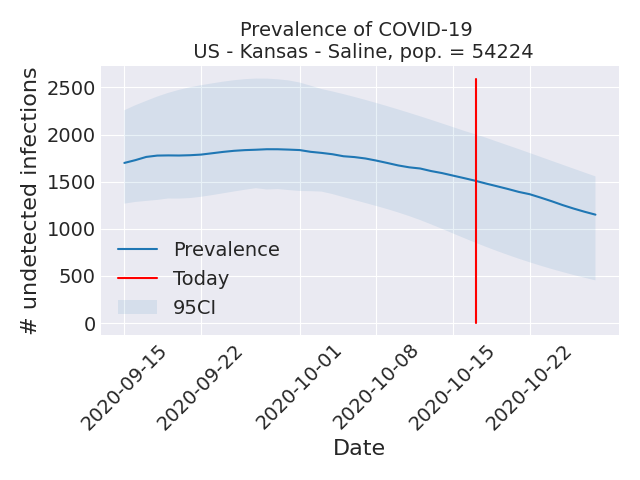 Prevalence of COVID-19
US - Kansas - Saline, pop. = 54224
# undetected infections
2500
2000
1500
1000
500
0
Prevalence
Today
95CI
2020-09-15
2020-09-22
2020-10-01
2020-10-08
2020-10-15
2020-10-22
Date